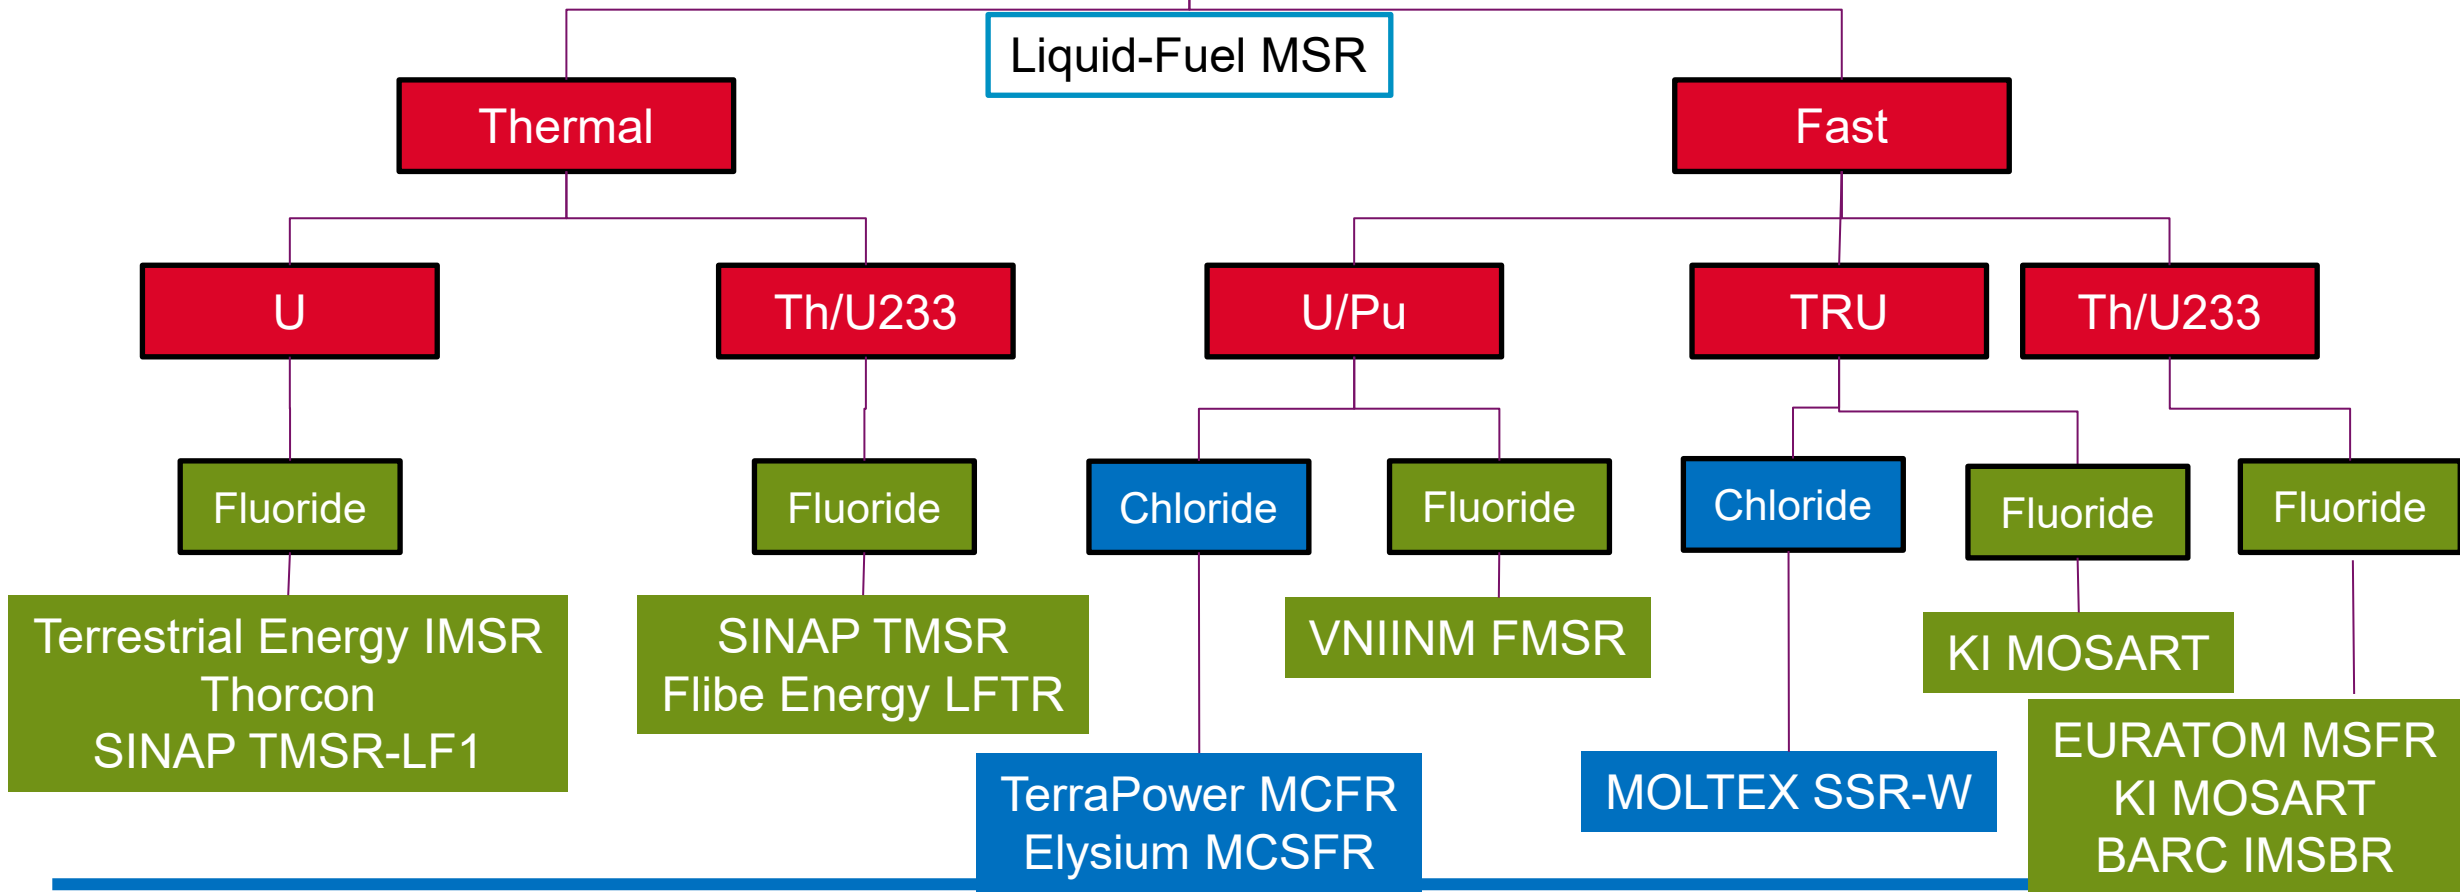 Liquid-Fuel MSR
Thermal
Fast
U
Th/U233
U/Pu
TRU
Th/U233
Fluoride
Fluoride
Chloride
Fluoride
Chloride
Fluoride
Fluoride
Terrestrial Energy IMSR
Thorcon
SINAP TMSR-LF1
SINAP TMSR
Flibe Energy LFTR
TerraPower MCFR
Elysium MCSFR
VNIINM FMSR
MOLTEX SSR-W
KI MOSART
EURATOM MSFR
KI MOSART
BARC IMSBR